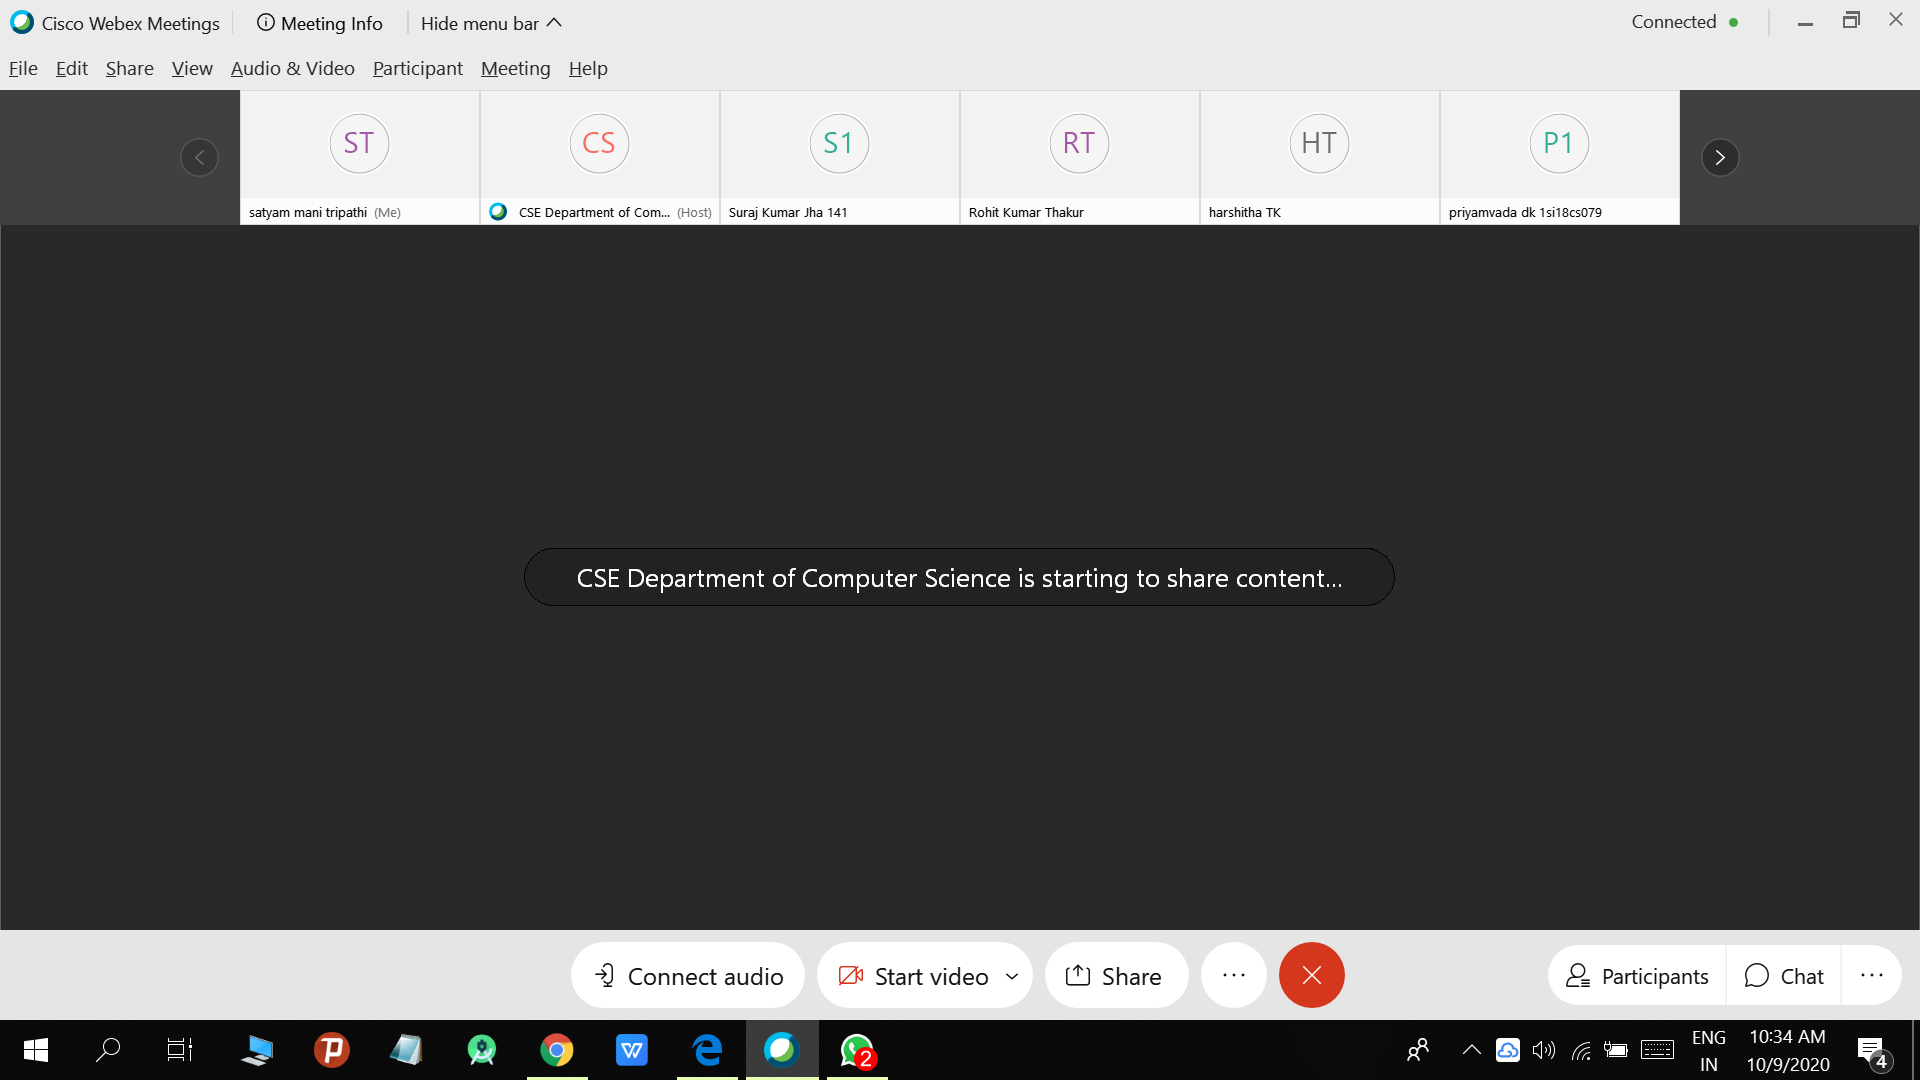 Cisco Webex Meetings
Meeting Info
Hide menu bar
Connected
File Edit Share View Audio & Video Participant Meeting Help
ST
CS
S1
RT
HT
P1
satyam mani tripathi (Me)
CSE Department of Com... (Host)
Suraj Kumar Jha 141
Rohit Kumar Thakur
harshitha TK
priyamvada dk 1si18cs079
CSE Department of Computer Science is starting to share content...
Connect audio
Start video
Share
Participants
Chat
W
2
ENG
IN
10:34 AM
10/9/2020
4